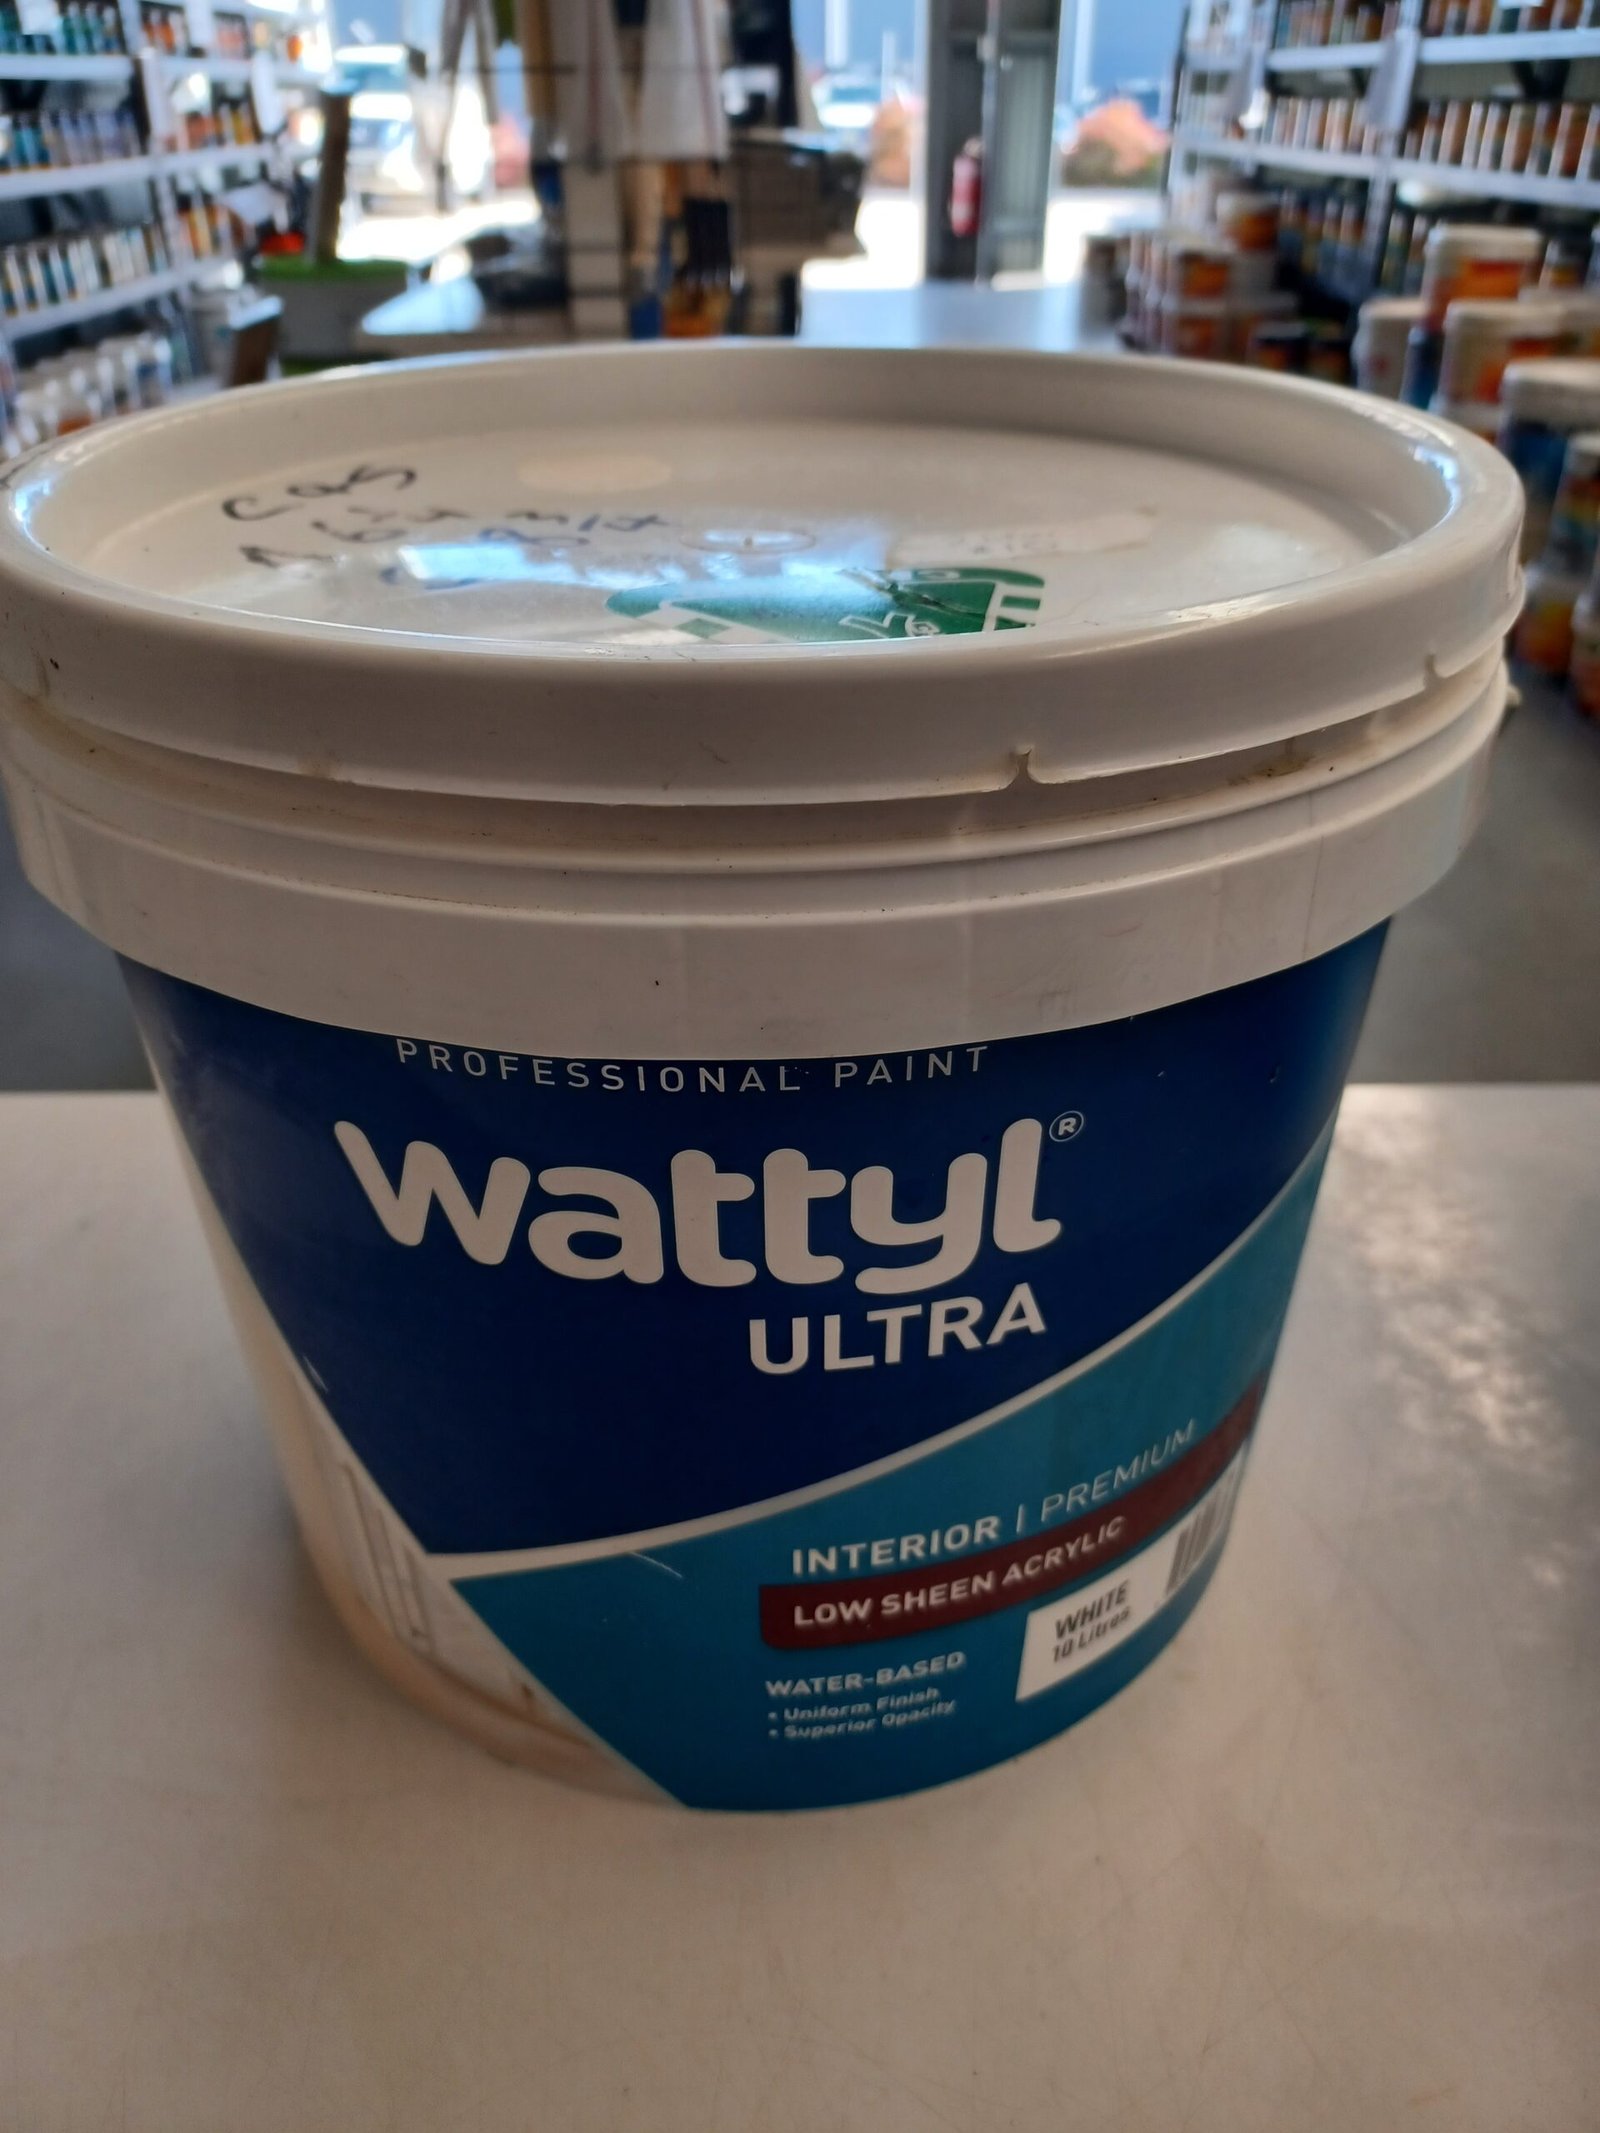 PROFESSIONAL PAINT
wattyl®
ULTRA
INTERIOR | PREMIUM
LOW SHEEN ACRYLIC
WHITE
10 Litres
WATER-BASED
• Uniform Finish
• Superior Opacity